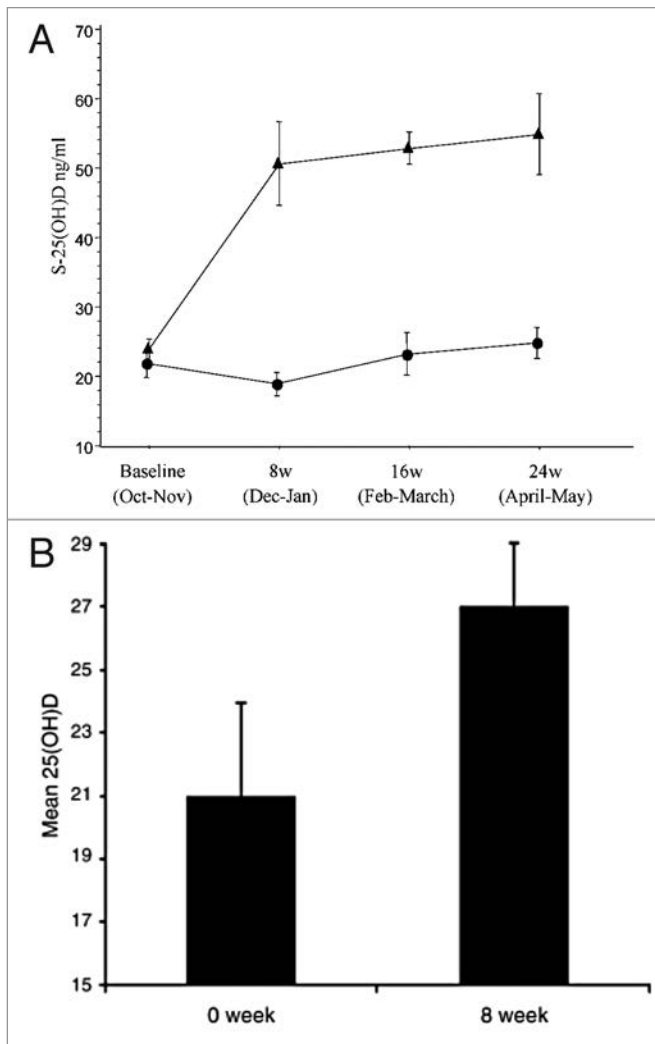 A
70
60
50
40
30
20
10
S-25(OH)D ng/ml
Baseline 8w 16w 24w
(Oct-Nov) (Dec-Jan) (Feb-March) (April-May)
B
29
27
25
23
21
19
17
15
Mean 25(OH)D
0 week 8 week